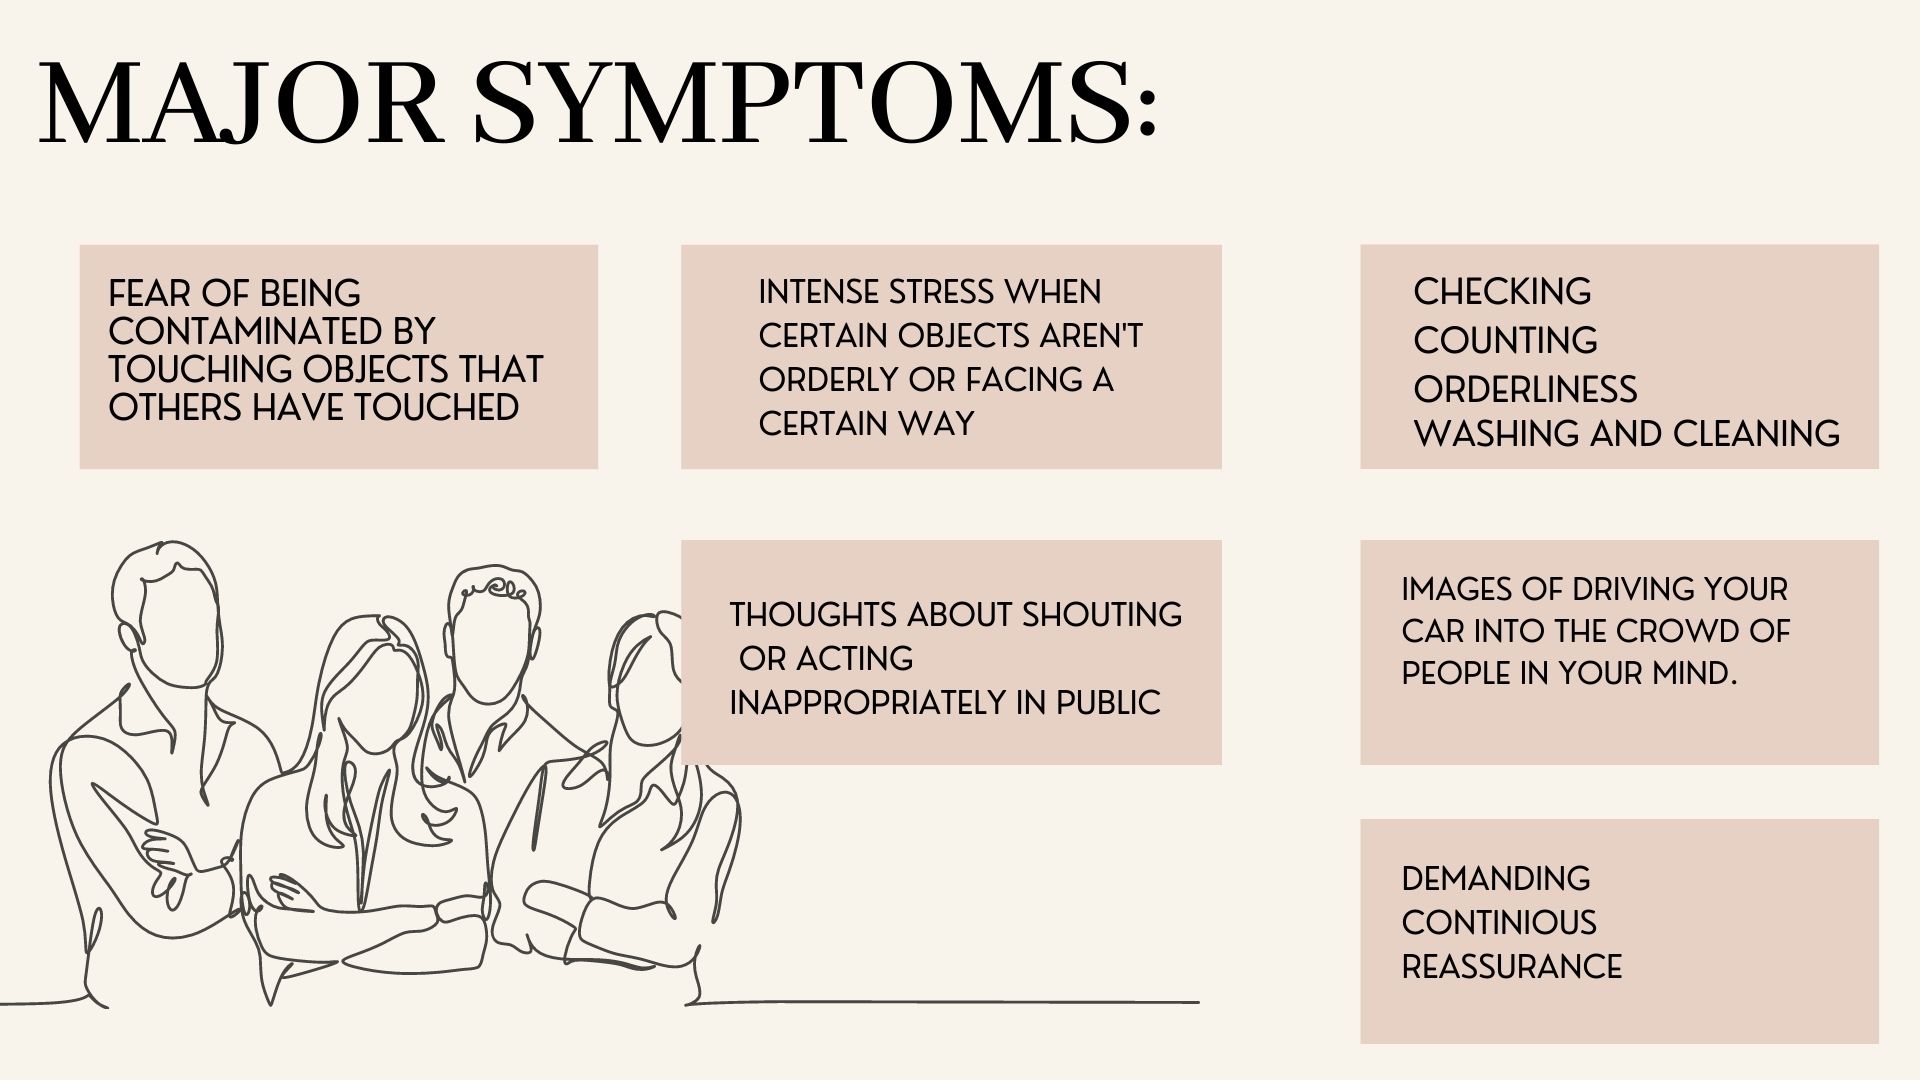 MAJOR SYMPTOMS:
FEAR OF BEING
CONTAMINATED BY
TOUCHING OBJECTS THAT
OTHERS HAVE TOUCHED
INTENSE STRESS WHEN
CERTAIN OBJECTS AREN'T
ORDERLY OR FACING A
CERTAIN WAY
CHECKING
COUNTING
ORDERLINESS
WASHING AND CLEANING
THOUGHTS ABOUT SHOUTING
OR ACTING
INAPPROPRIATELY IN PUBLIC
IMAGES OF DRIVING YOUR
CAR INTO THE CROWD OF
PEOPLE IN YOUR MIND.
DEMANDING
CONTINIOUS
REASSURANCE